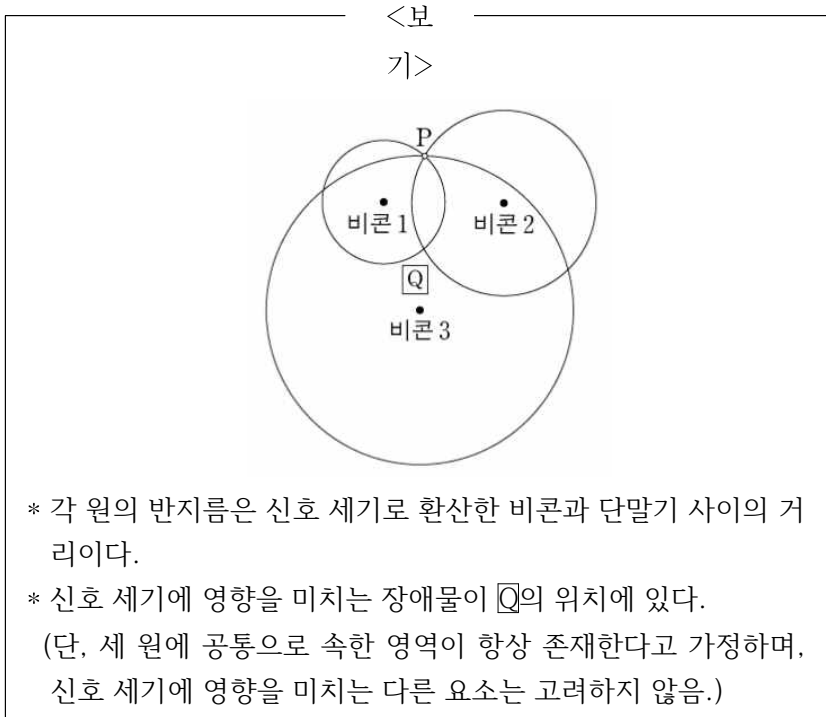 <보
기>
P
비콘 1
비콘 2
Q
비콘 3
* 각 원의 반지름은 신호 세기로 환산한 비콘과 단말기 사이의 거
리이다.
* 신호 세기에 영향을 미치는 장애물이 Q의 위치에 있다.
(단, 세 원에 공통으로 속한 영역이 항상 존재한다고 가정하며,
신호 세기에 영향을 미치는 다른 요소는 고려하지 않음.)